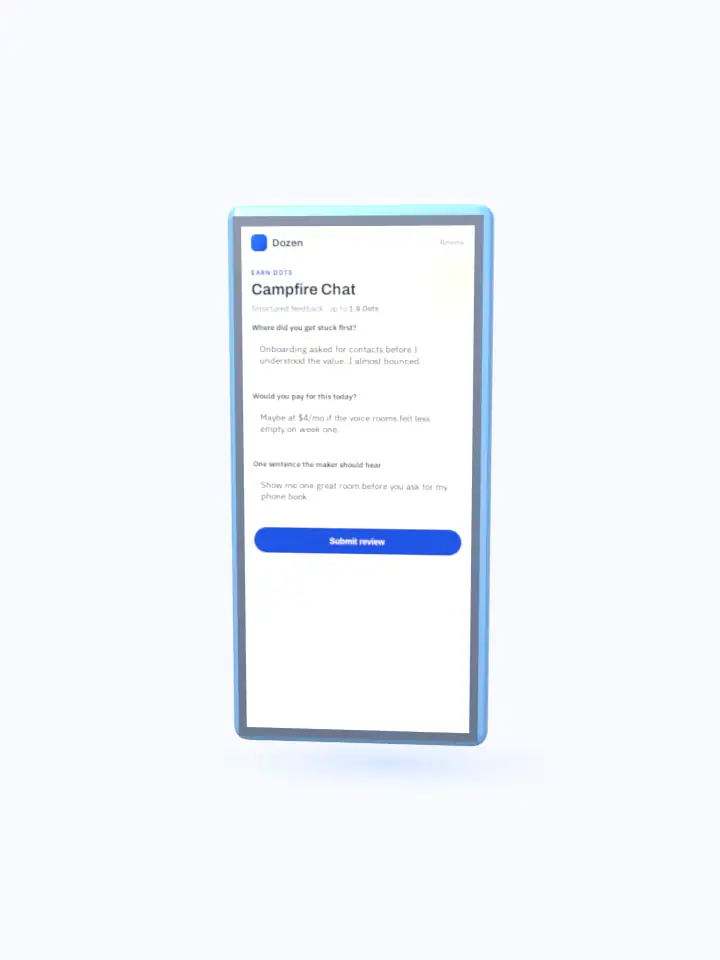 Dozen
Rooms
EARN DOTS
Campfire Chat
Structured feedback · up to 1.8 Dots
Where did you get stuck first?
Onboarding asked for contacts before I
understood the value. I almost bounced.
Would you pay for this today?
Maybe at $4/mo if the voice rooms felt less
empty on week one.
One sentence the maker should hear
Show me one great room before you ask for my
phone book.
Submit review